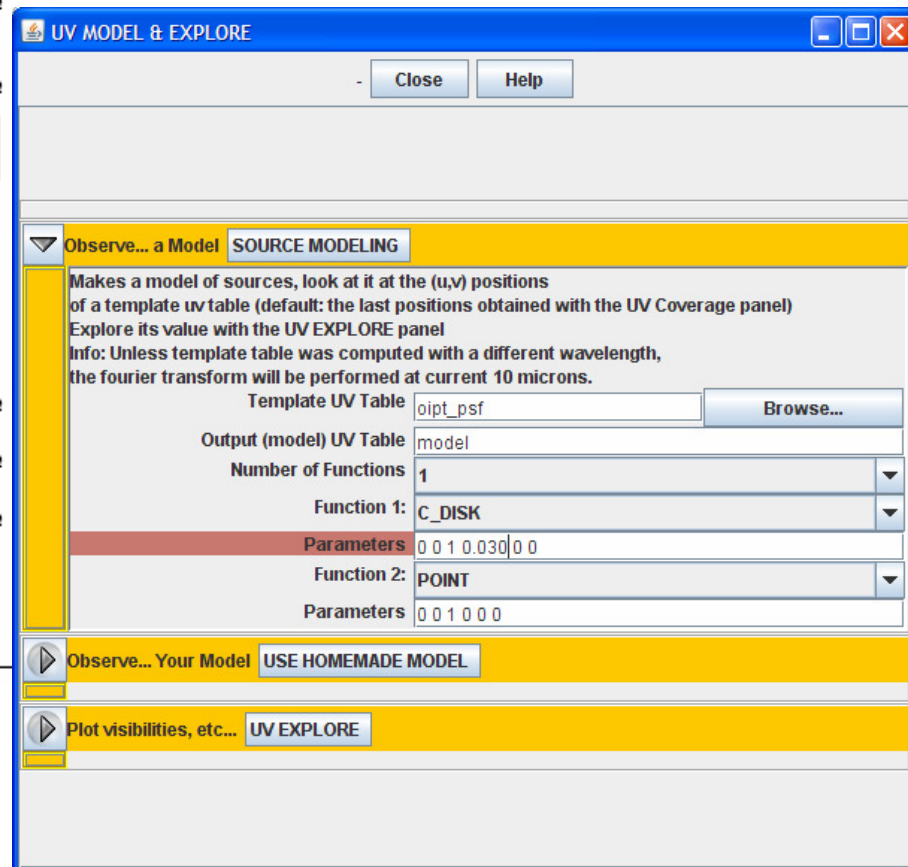 UV MODEL & EXPLORE
- Close Help
Observe... a Model SOURCE MODELING
Makes a model of sources, look at it at the (u,v) positions
of a template uv table (default: the last positions obtained with the UV Coverage panel)
Explore its value with the UV EXPLORE panel
Info: Unless template table was computed with a different wavelength,
the fourier transform will be performed at current 10 microns.
Template UV Table oipt_psf Browse...
Output (model) UV Table model
Number of Functions 1
Function 1: C_DISK
Parameters 0 0 1 0.030 0 0
Function 2: POINT
Parameters 0 0 1 0 0 0
Observe... Your Model USE HOMEMADE MODEL
Plot visibilities, etc... UV EXPLORE